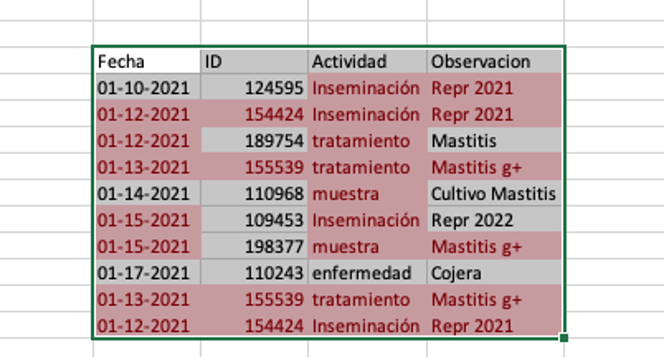 Fecha ID Actividad Observacion
01-10-2021 124595 Inseminación Repr 2021
01-12-2021 154424 Inseminación Repr 2021
01-12-2021 189754 tratamiento Mastitis
01-13-2021 155539 tratamiento Mastitis g+
01-14-2021 110968 muestra Cultivo Mastitis
01-15-2021 109453 Inseminación Repr 2022
01-15-2021 198377 muestra Mastitis g+
01-17-2021 110243 enfermedad Cojera
01-13-2021 155539 tratamiento Mastitis g+
01-12-2021 154424 Inseminación Repr 2021